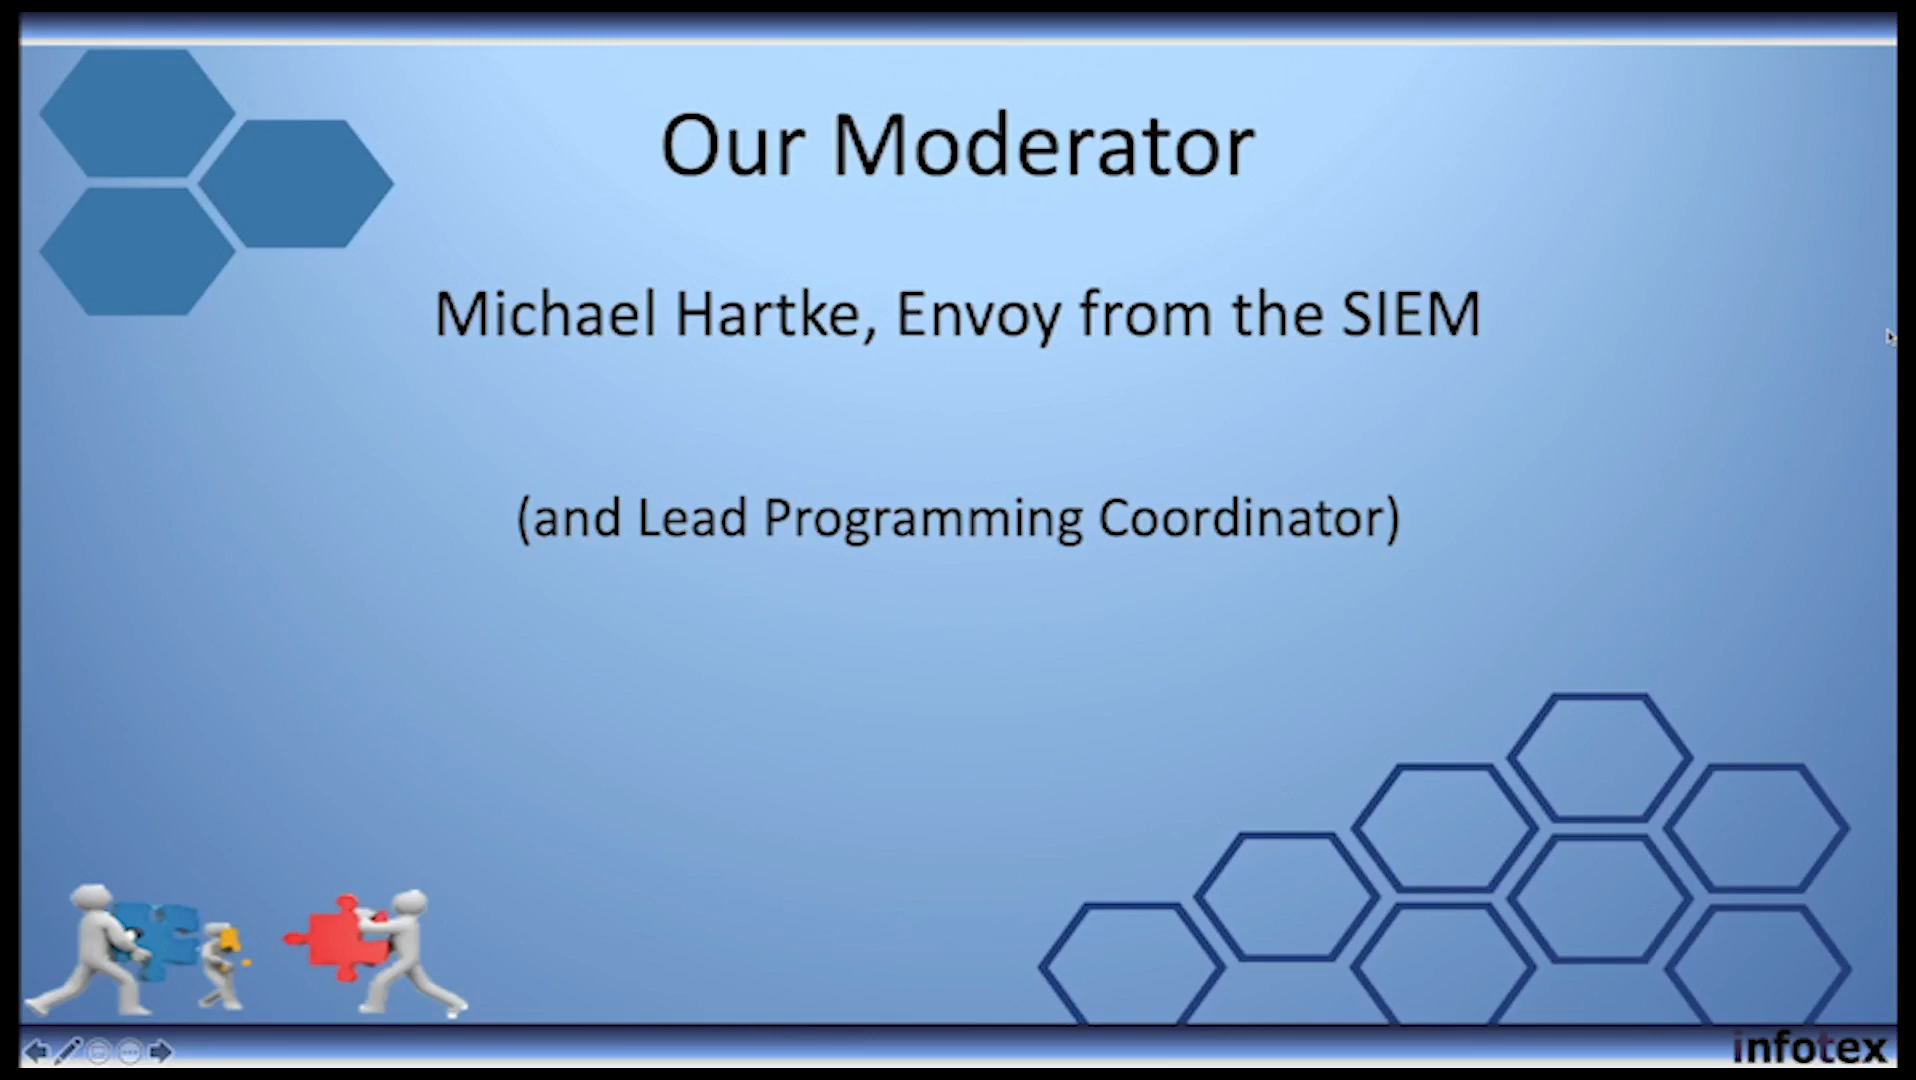 Our Moderator
Michael Hartke, Envoy from the SIEM
(and Lead Programming Coordinator)
infotex